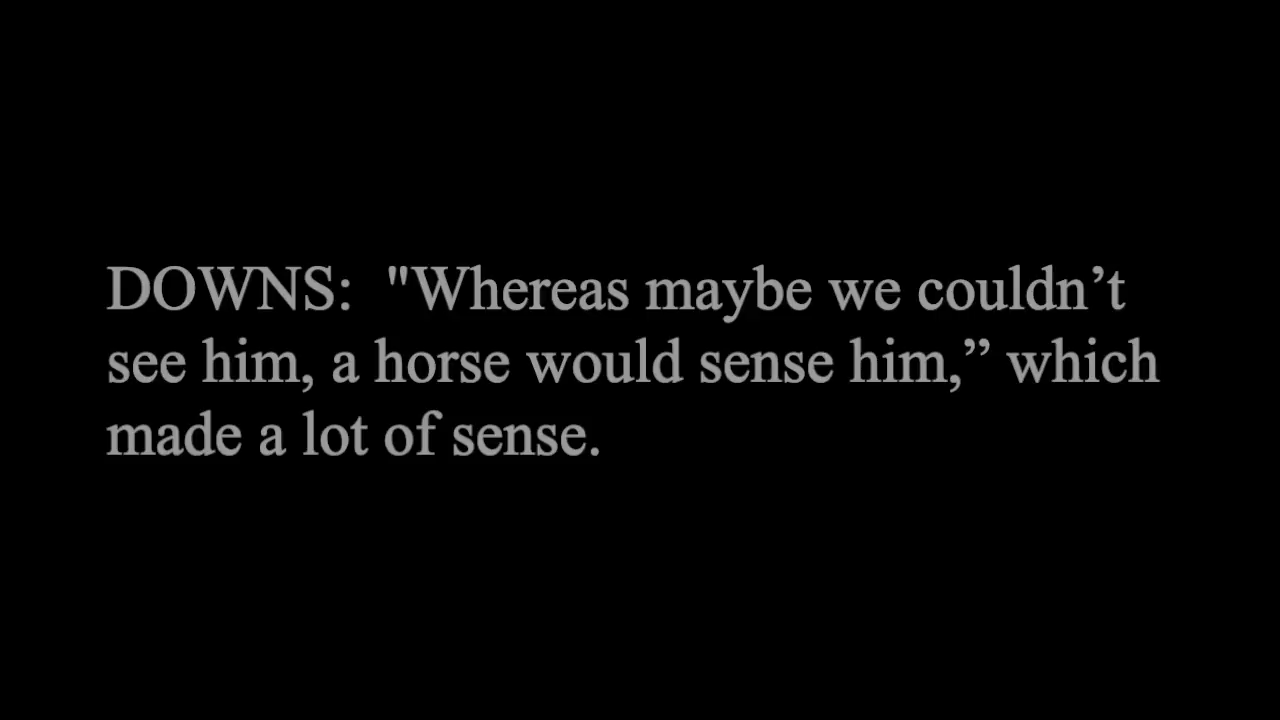 DOWNS:  "Whereas maybe we couldn’t
see him, a horse would sense him,” which
made a lot of sense.